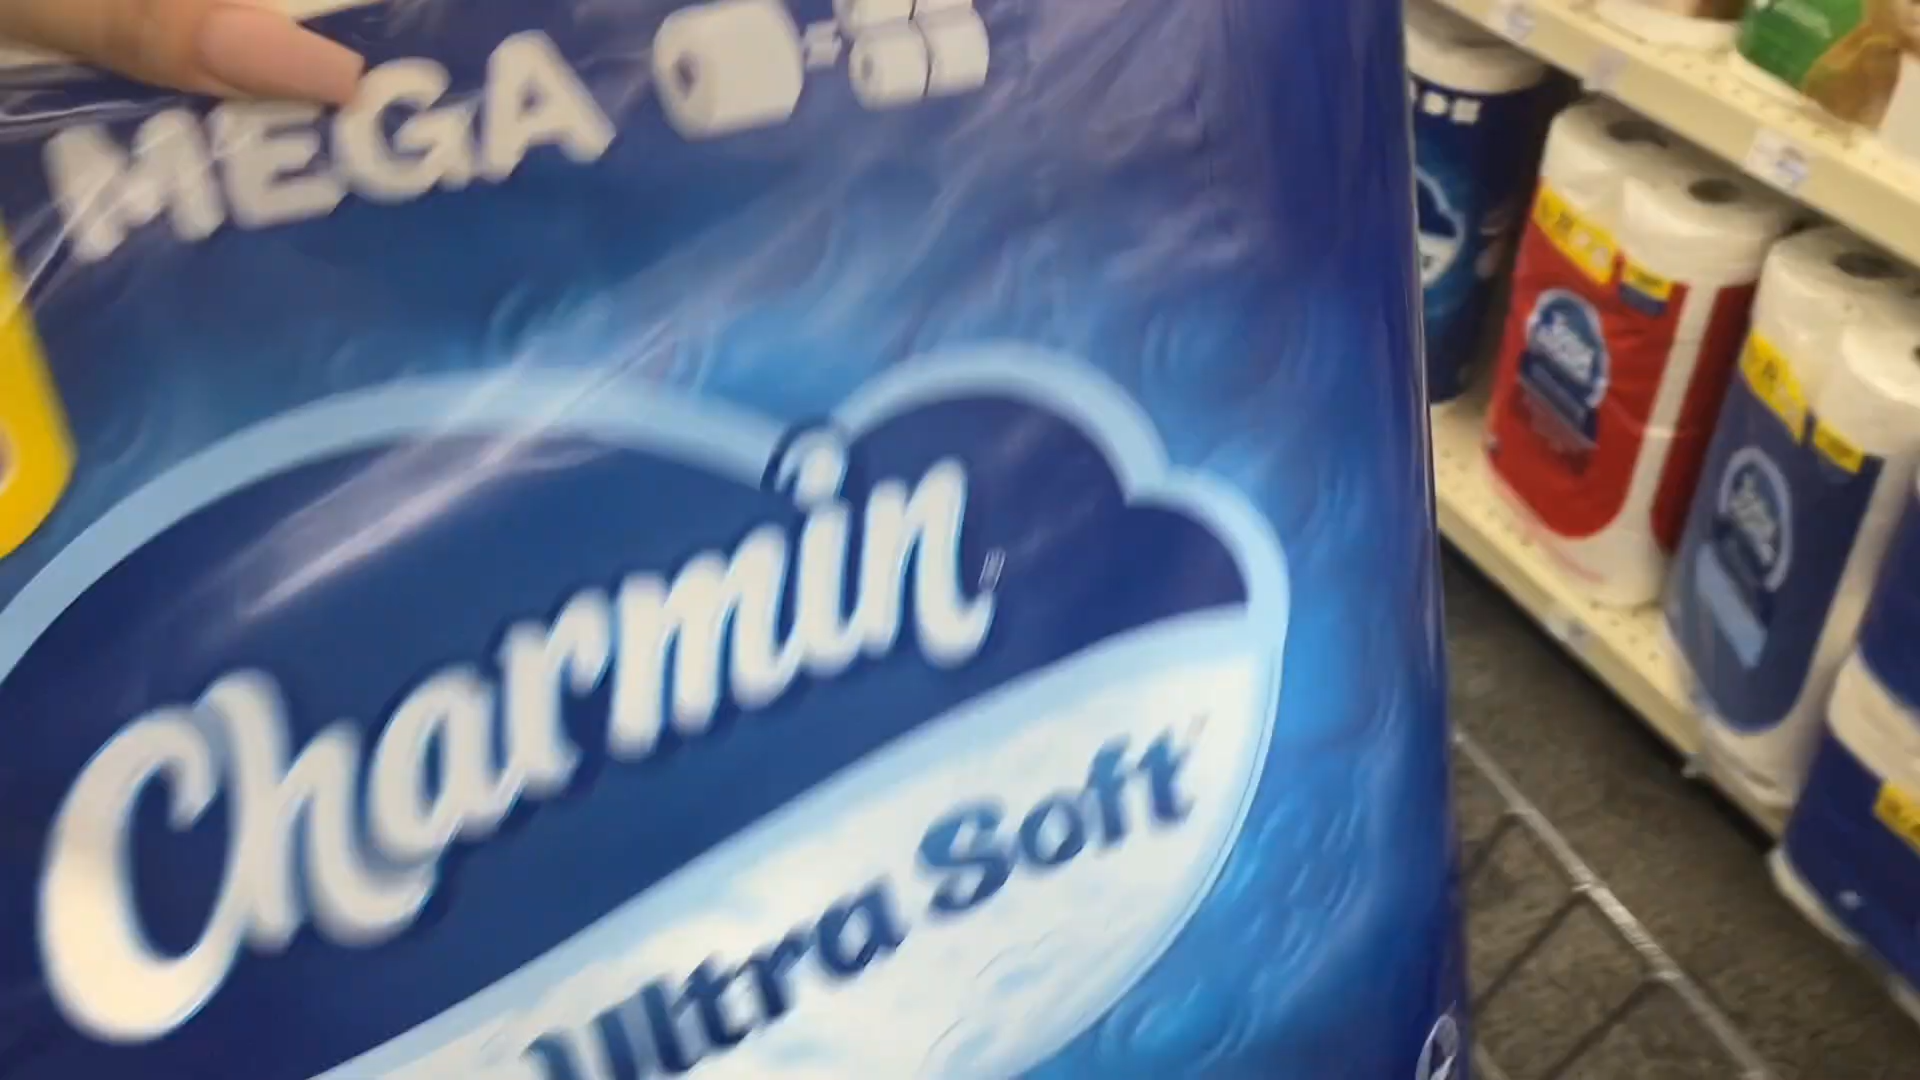 MEGA =
Charmin
Ultra Soft